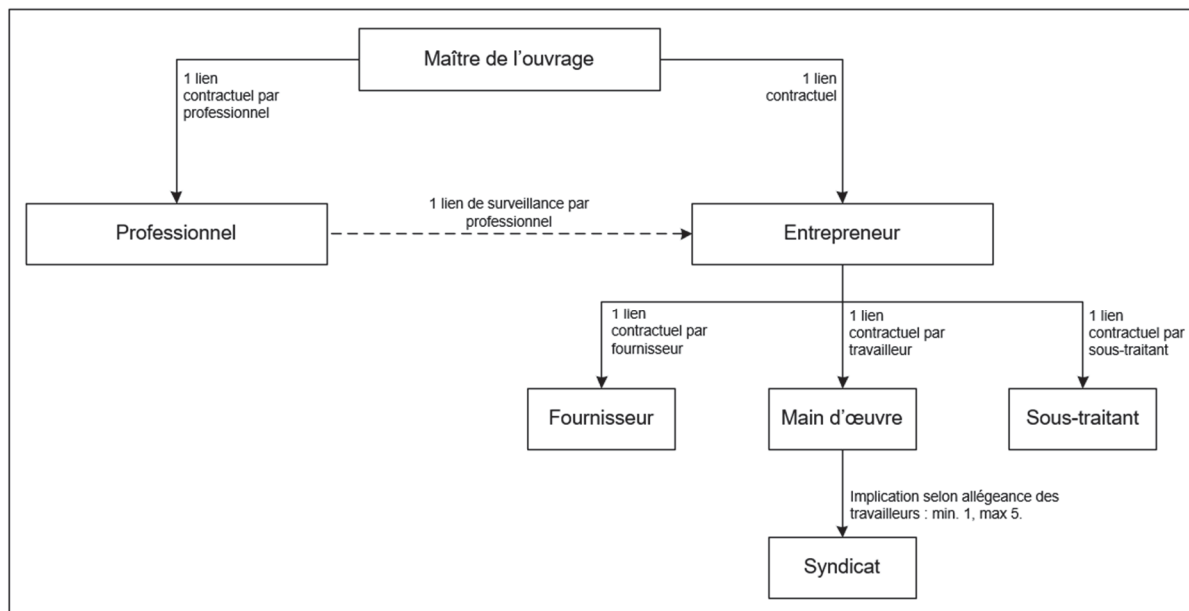 Maître de l'ouvrage
1 lien
contractuel par
professionnel
1 lien
contractuel
Professionnel
1 lien de surveillance par
professionnel
Entrepreneur
1 lien
contractuel par
fournisseur
1 lien
contractuel par
travailleur
1 lien
contractuel par
sous-traitant
Fournisseur
Main d'œuvre
Sous-traitant
Implication selon allégeance des
travailleurs : min. 1, max 5.
Syndicat